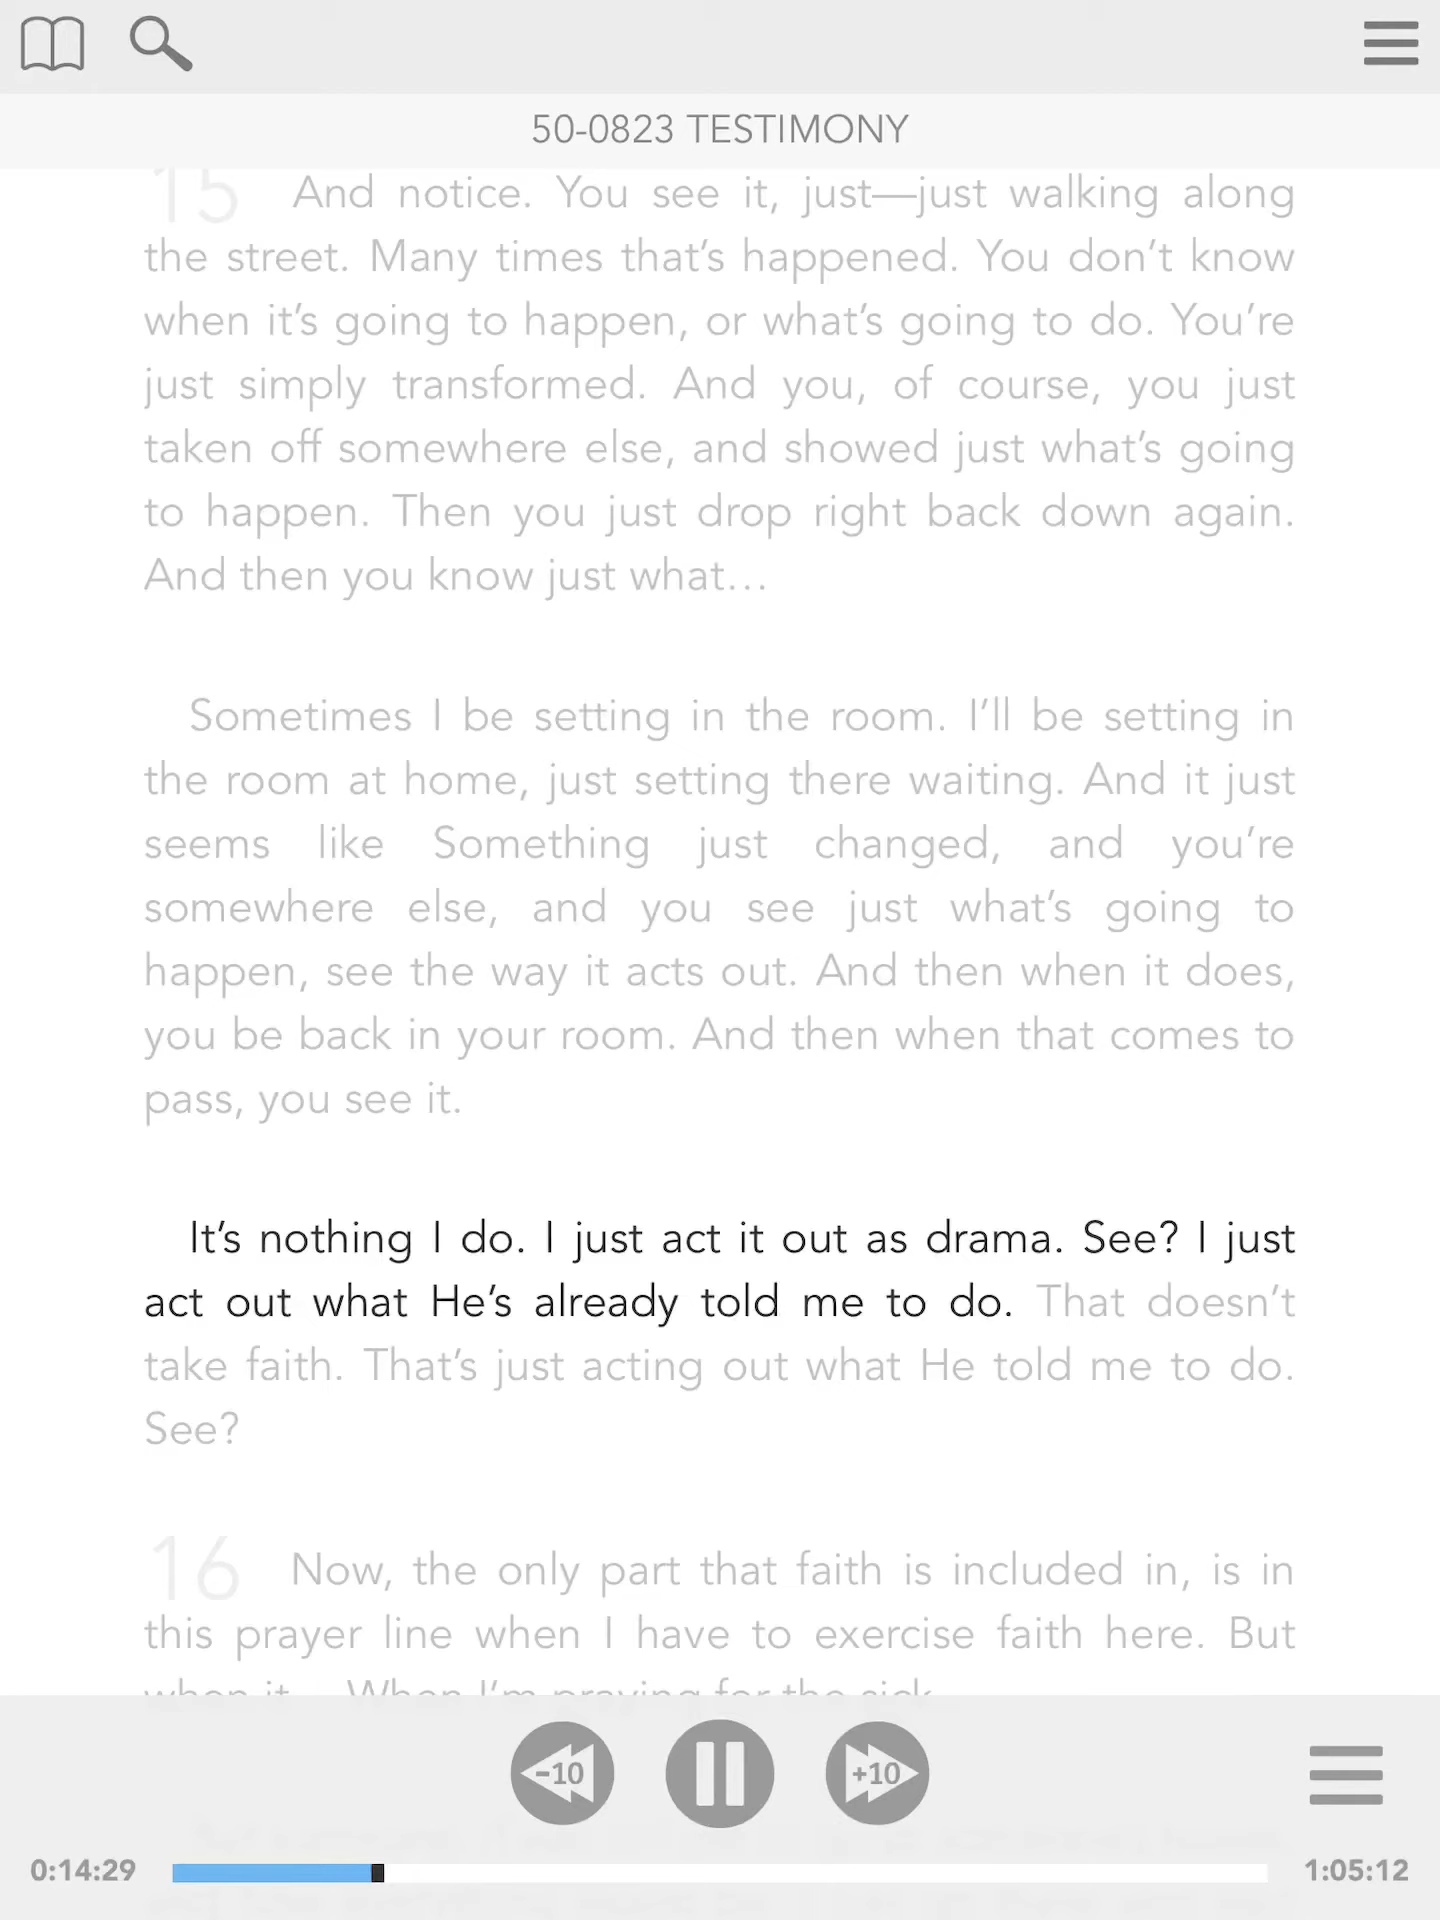 50-0823 TESTIMONY
15 And notice. You see it, just—just walking along
the street. Many times that’s happened. You don’t know
when it’s going to happen, or what’s going to do. You’re
just simply transformed. And you, of course, you just
taken off somewhere else, and showed just what’s going
to happen. Then you just drop right back down again.
And then you know just what…
Sometimes I be setting in the room. I’ll be setting in
the room at home, just setting there waiting. And it just
seems like Something just changed, and you’re
somewhere else, and you see just what’s going to
happen, see the way it acts out. And then when it does,
you be back in your room. And then when that comes to
pass, you see it.
It’s nothing I do. I just act it out as drama. See? I just
act out what He’s already told me to do. That doesn’t
take faith. That’s just acting out what He told me to do.
See?
16 Now, the only part that faith is included in, is in
this prayer line when I have to exercise faith here. But
when it… When I’m praying for the sick
-10 +10
0:14:29 1:05:12